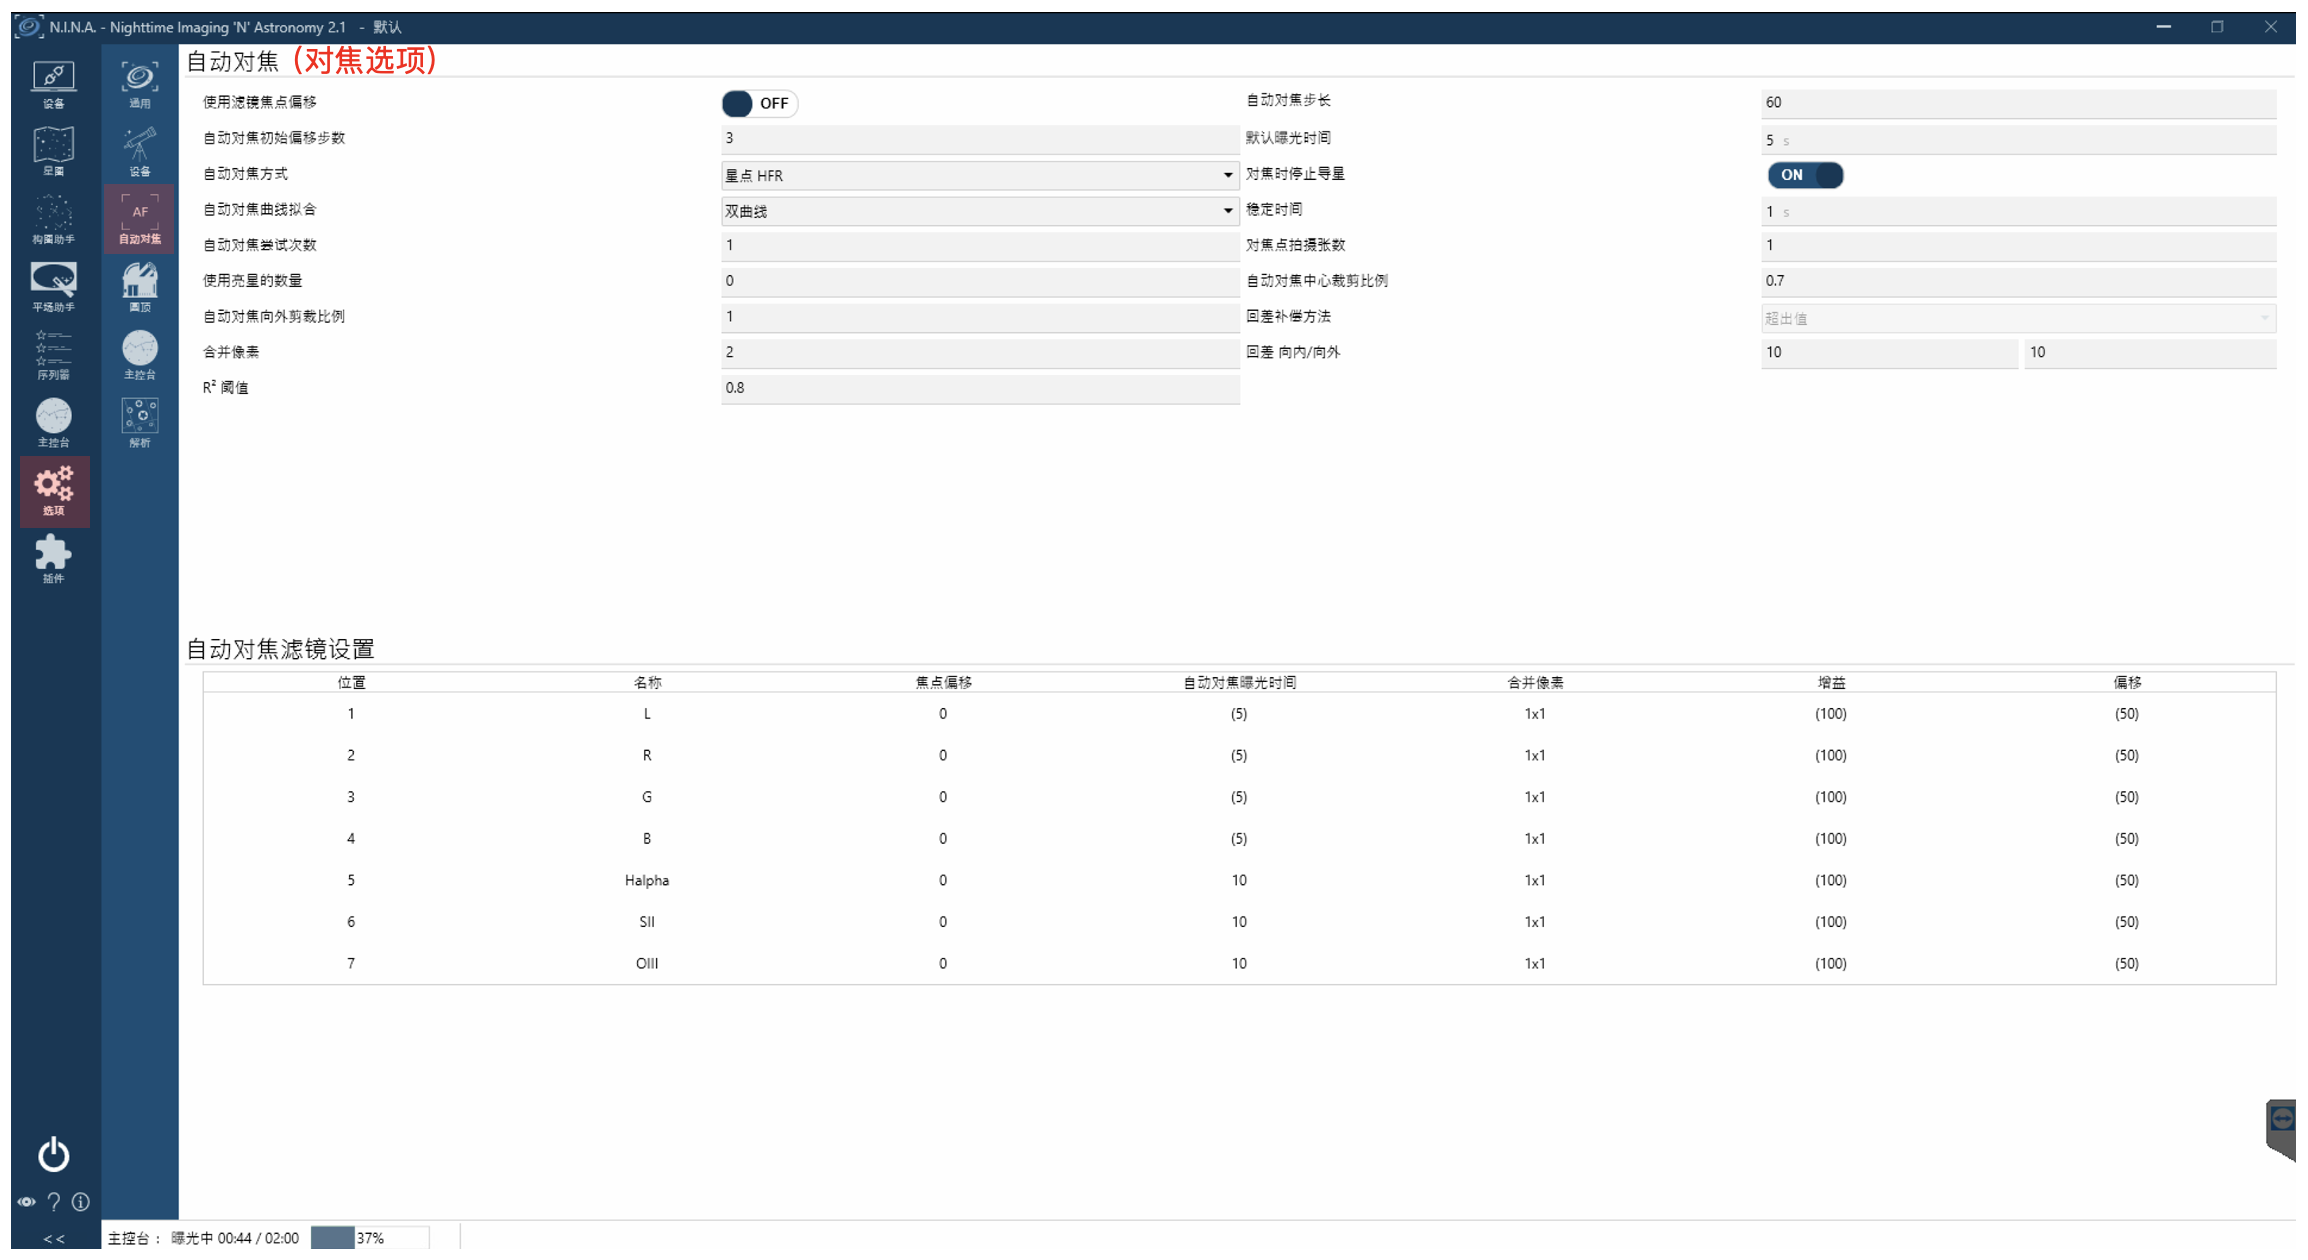 N.I.N.A. - Nighttime Imaging 'N' Astronomy 2.1 - 默认
设备
星图
构图助手
平场助手
序列器
主控台
选项
插件
<<
通用
设备
AF
自动对焦
圆顶
主控台
解析
自动对焦 (对焦选项)
使用滤镜焦点偏移 OFF 自动对焦步长 60
自动对焦初始偏移步数 3 默认曝光时间 5 s
自动对焦方式 星点 HFR 对焦时停止导星 ON
自动对焦曲线拟合 双曲线 稳定时间 1 s
自动对焦尝试次数 1 对焦点拍摄张数 1
使用亮星的数量 0 自动对焦中心裁剪比例 0.7
自动对焦向外剪裁比例 1 回差补偿方法 超出值
合并像素 2 回差 向内/向外 10 10
R² 阈值 0.8
自动对焦滤镜设置
位置 名称 焦点偏移 自动对焦曝光时间 合并像素 增益 偏移
1 L 0 (5) 1x1 (100) (50)
2 R 0 (5) 1x1 (100) (50)
3 G 0 (5) 1x1 (100) (50)
4 B 0 (5) 1x1 (100) (50)
5 Halpha 0 10 1x1 (100) (50)
6 SII 0 10 1x1 (100) (50)
7 OIII 0 10 1x1 (100) (50)
主控台： 曝光中 00:44 / 02:00 37%